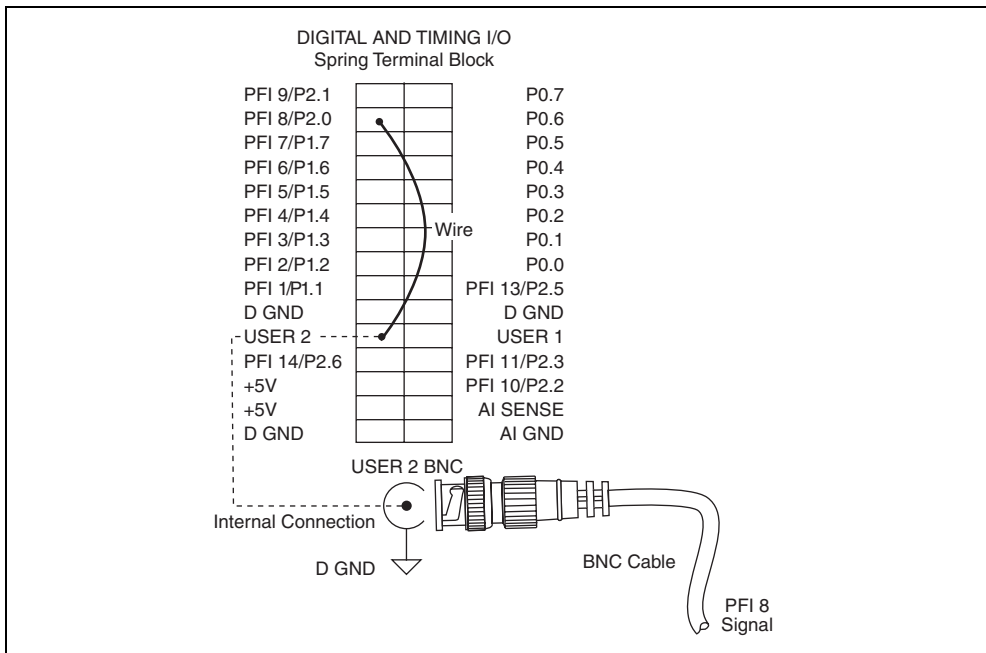 DIGITAL AND TIMING I/O
Spring Terminal Block
PFI 9/P2.1 P0.7
PFI 8/P2.0 P0.6
PFI 7/P1.7 P0.5
PFI 6/P1.6 P0.4
PFI 5/P1.5 P0.3
PFI 4/P1.4 P0.2
Wire
PFI 3/P1.3 P0.1
PFI 2/P1.2 P0.0
PFI 1/P1.1 PFI 13/P2.5
D GND D GND
USER 2 USER 1
PFI 14/P2.6 PFI 11/P2.3
+5V PFI 10/P2.2
+5V AI SENSE
D GND AI GND
USER 2 BNC
Internal Connection
D GND
BNC Cable
PFI 8
Signal